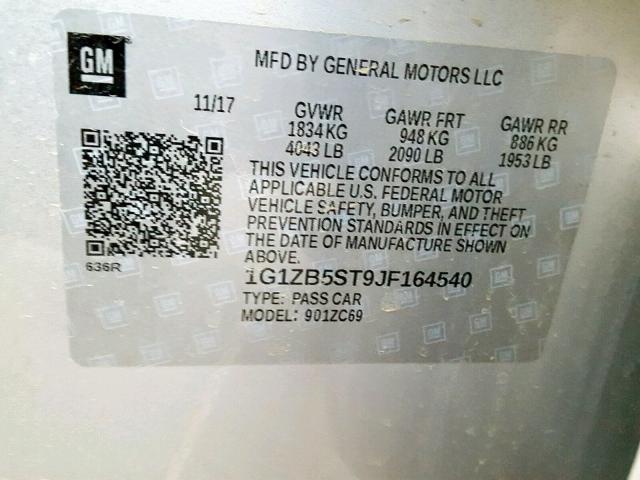 GM
MFD BY GENERAL MOTORS LLC
11/17
GVWR GAWR FRT GAWR RR
1834 KG 948 KG 886 KG
4043 LB 2090 LB 1953 LB
THIS VEHICLE CONFORMS TO ALL
APPLICABLE U.S. FEDERAL MOTOR
VEHICLE SAFETY, BUMPER, AND THEFT
PREVENTION STANDARDS IN EFFECT ON
THE DATE OF MANUFACTURE SHOWN
ABOVE.
636R
1G1ZB5ST9JF164540
TYPE: PASS CAR
MODEL: 901ZC69